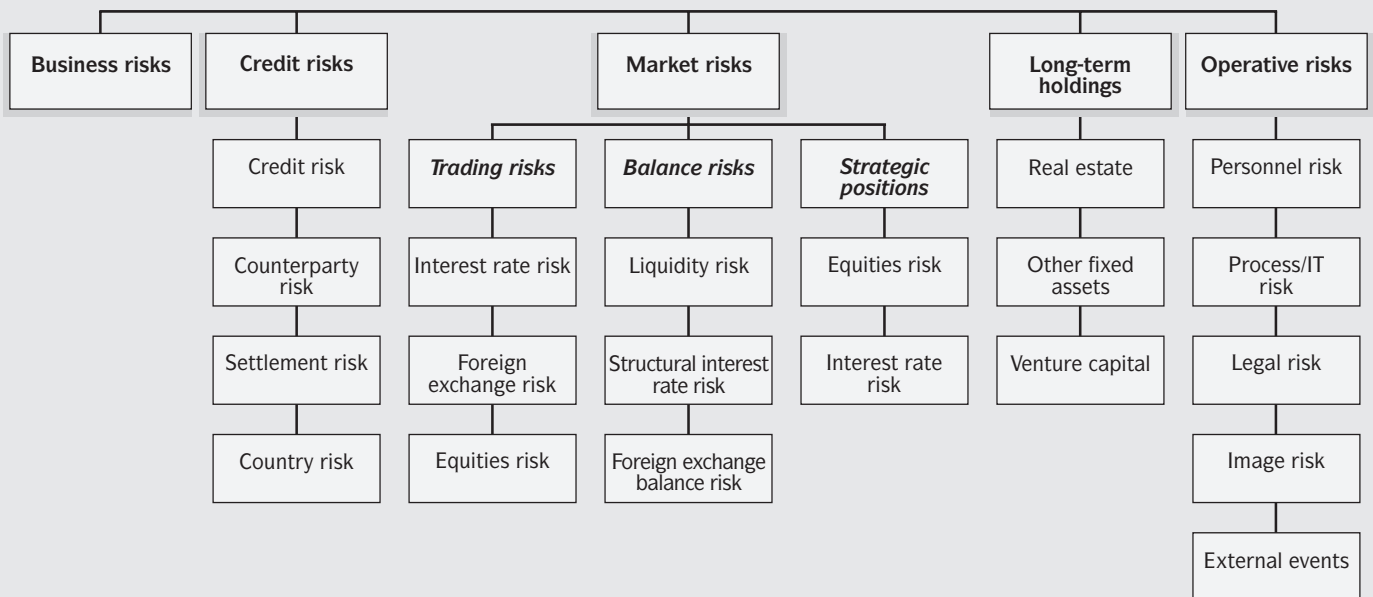 Business risks
Credit risks
Market risks
Long-term
holdings
Operative risks
Credit risk
Trading risks
Balance risks
Strategic
positions
Real estate
Personnel risk
Counterparty
risk
Interest rate risk
Liquidity risk
Equities risk
Other fixed
assets
Process/IT
risk
Settlement risk
Foreign
exchange risk
Structural interest
rate risk
Interest rate
risk
Venture capital
Legal risk
Country risk
Equities risk
Foreign exchange
balance risk
Image risk
External events